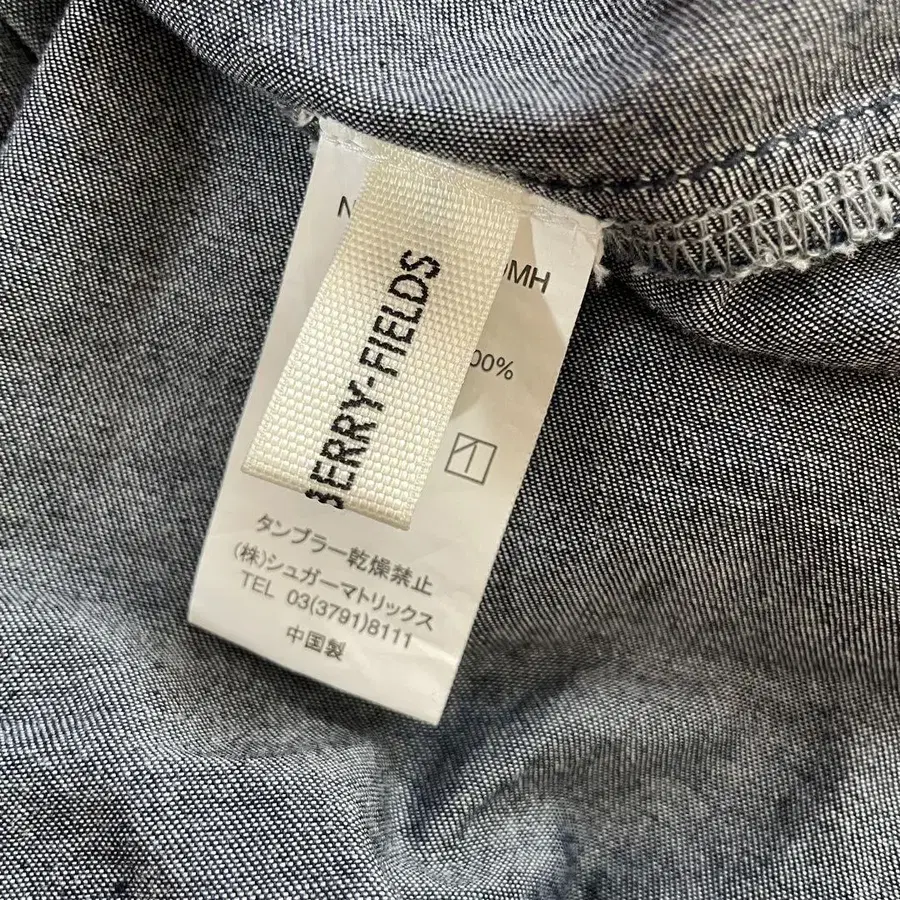 BERRY-FIELDS
00%
タンブラー乾燥禁止
(株)シュガーマトリックス
TEL 03(3791)8111
中国製